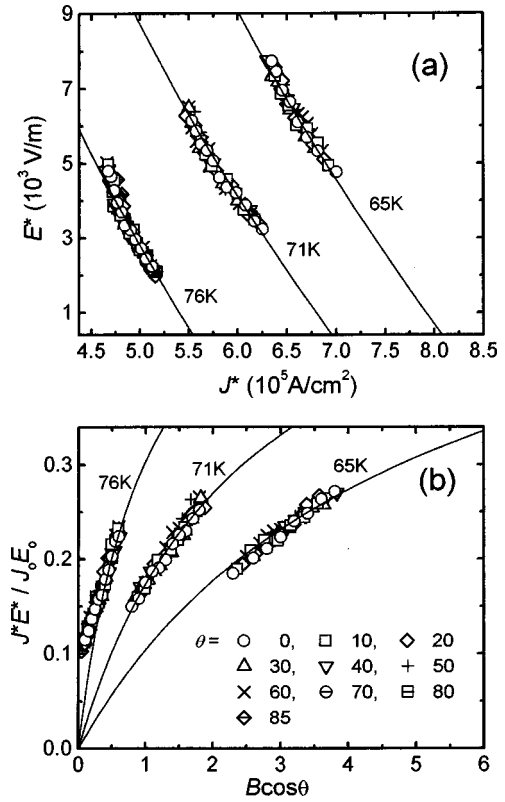 9
7
5
3
1
E* (10³ V/m)
(a)
65K
71K
76K
4.5 5.0 5.5 6.0 6.5 7.0 7.5 8.0 8.5
J* (10⁵A/cm²)
0.3
0.2
0.1
0.0
J*E* / JₒEₒ
76K
71K
65K
(b)
θ = 0, 10, 20
30, 40, 50
60, 70, 80
85
0 1 2 3 4 5 6
Bcosθ